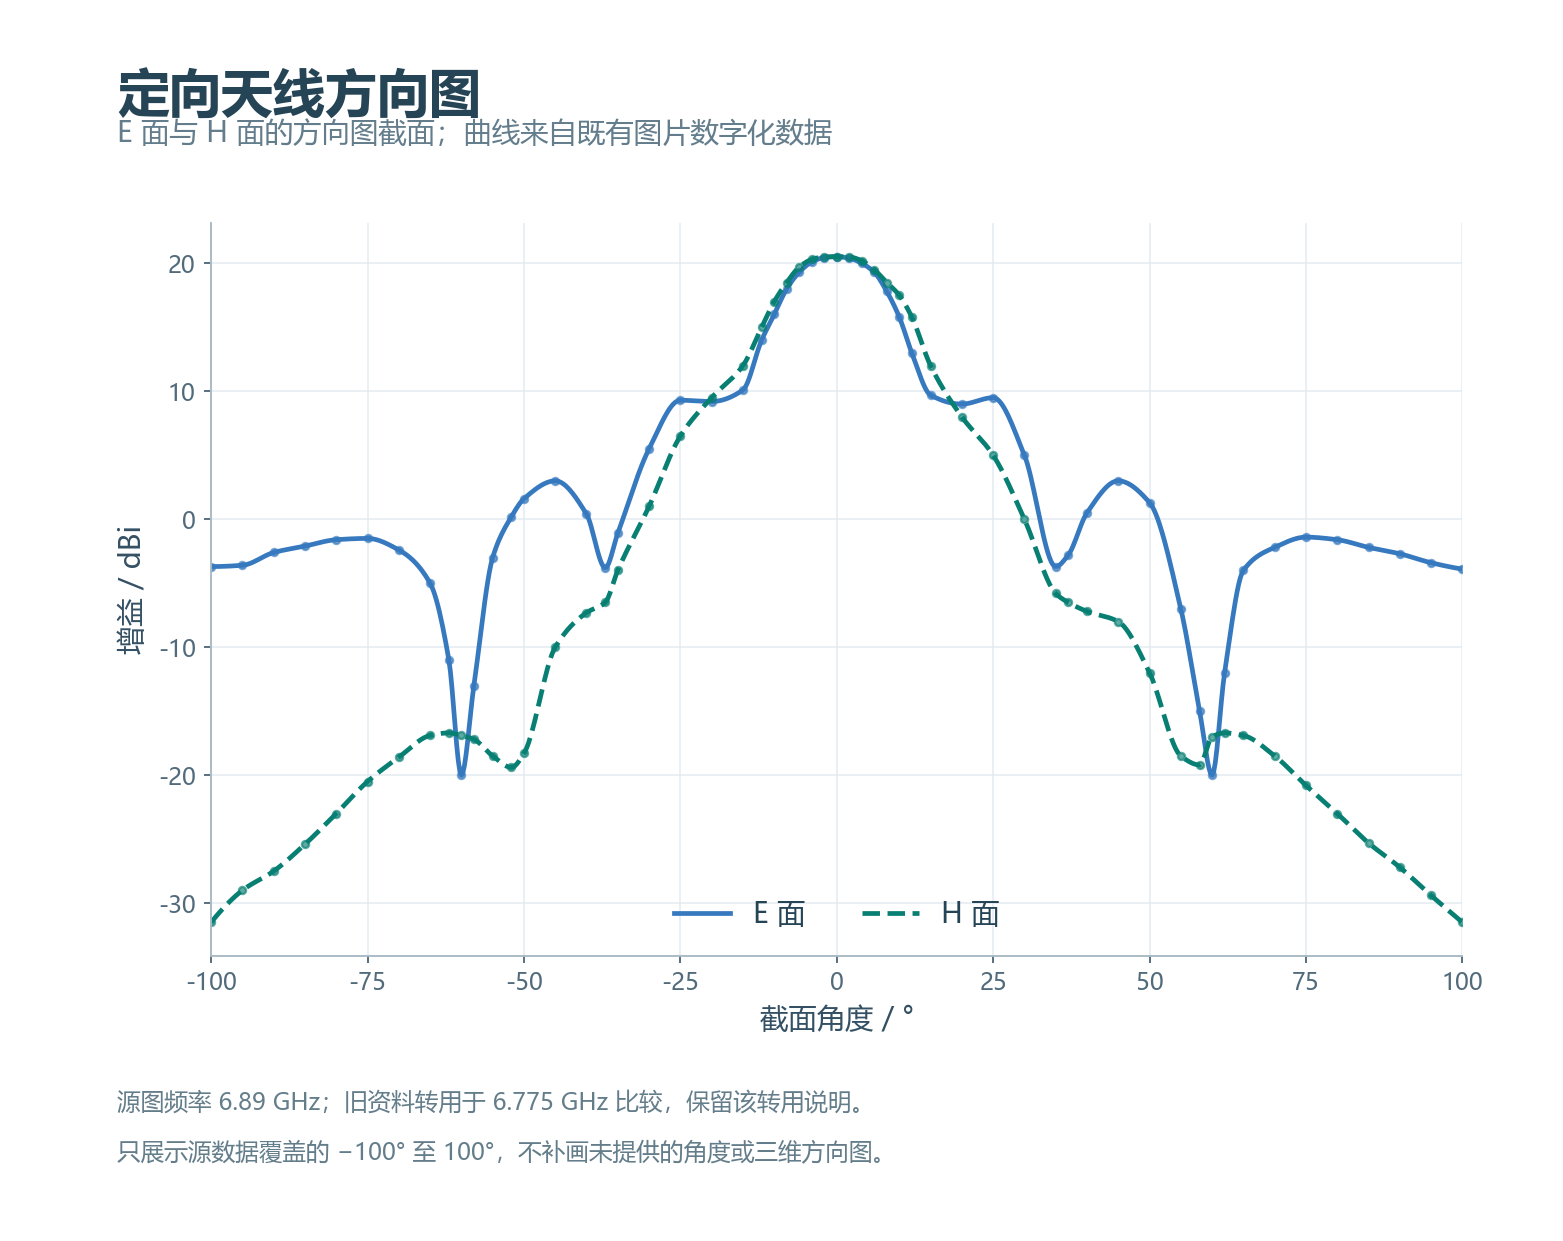 定向天线方向图
E 面与 H 面的方向图截面；曲线来自既有图片数字化数据
增益 / dBi
20
10
0
-10
-20
-30
E 面
H 面
-100
-75
-50
-25
0
25
50
75
100
截面角度 / °
源图频率 6.89 GHz；旧资料转用于 6.775 GHz 比较，保留该转用说明。
只展示源数据覆盖的 −100° 至 100°，不补画未提供的角度或三维方向图。